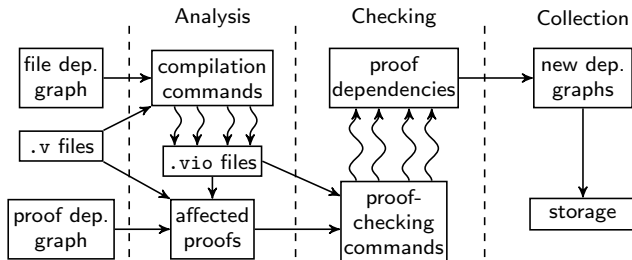 Analysis
Checking
Collection
file dep.
graph
compilation
commands
proof
dependencies
new dep.
graphs
.v files
.vio files
proof dep.
graph
affected
proofs
proof-
checking
commands
storage